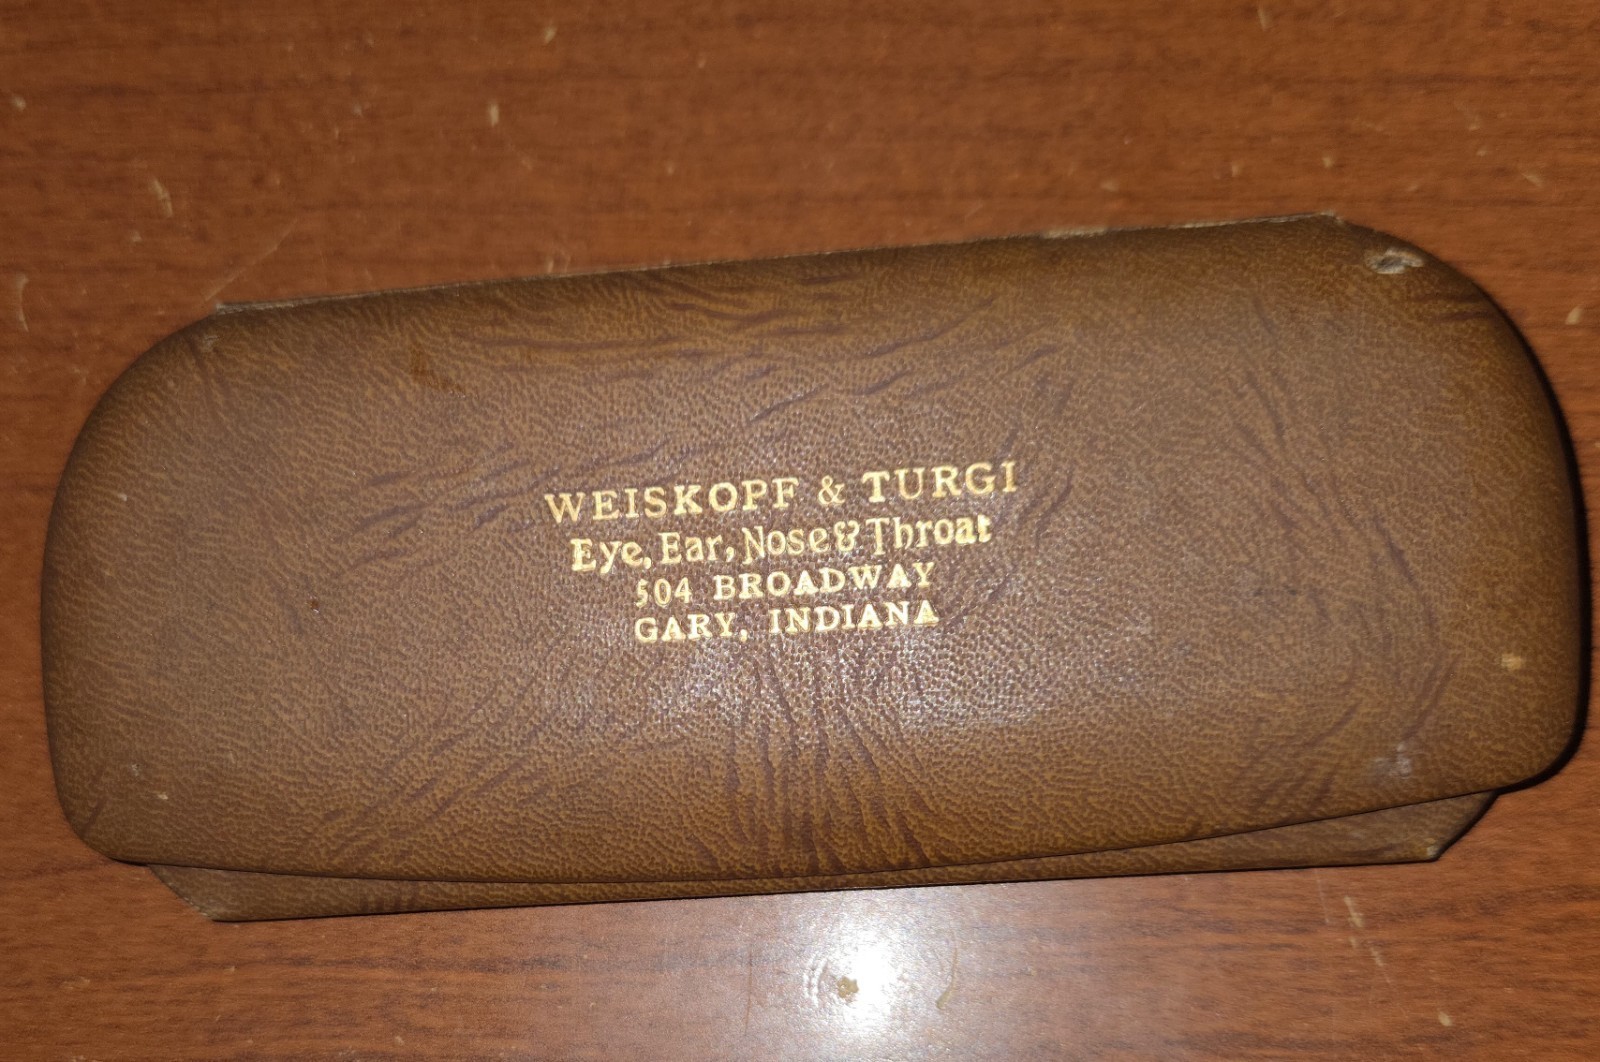 WEISKOPF & TURGI
Eye, Ear, Nose & Throat
504 BROADWAY
GARY, INDIANA